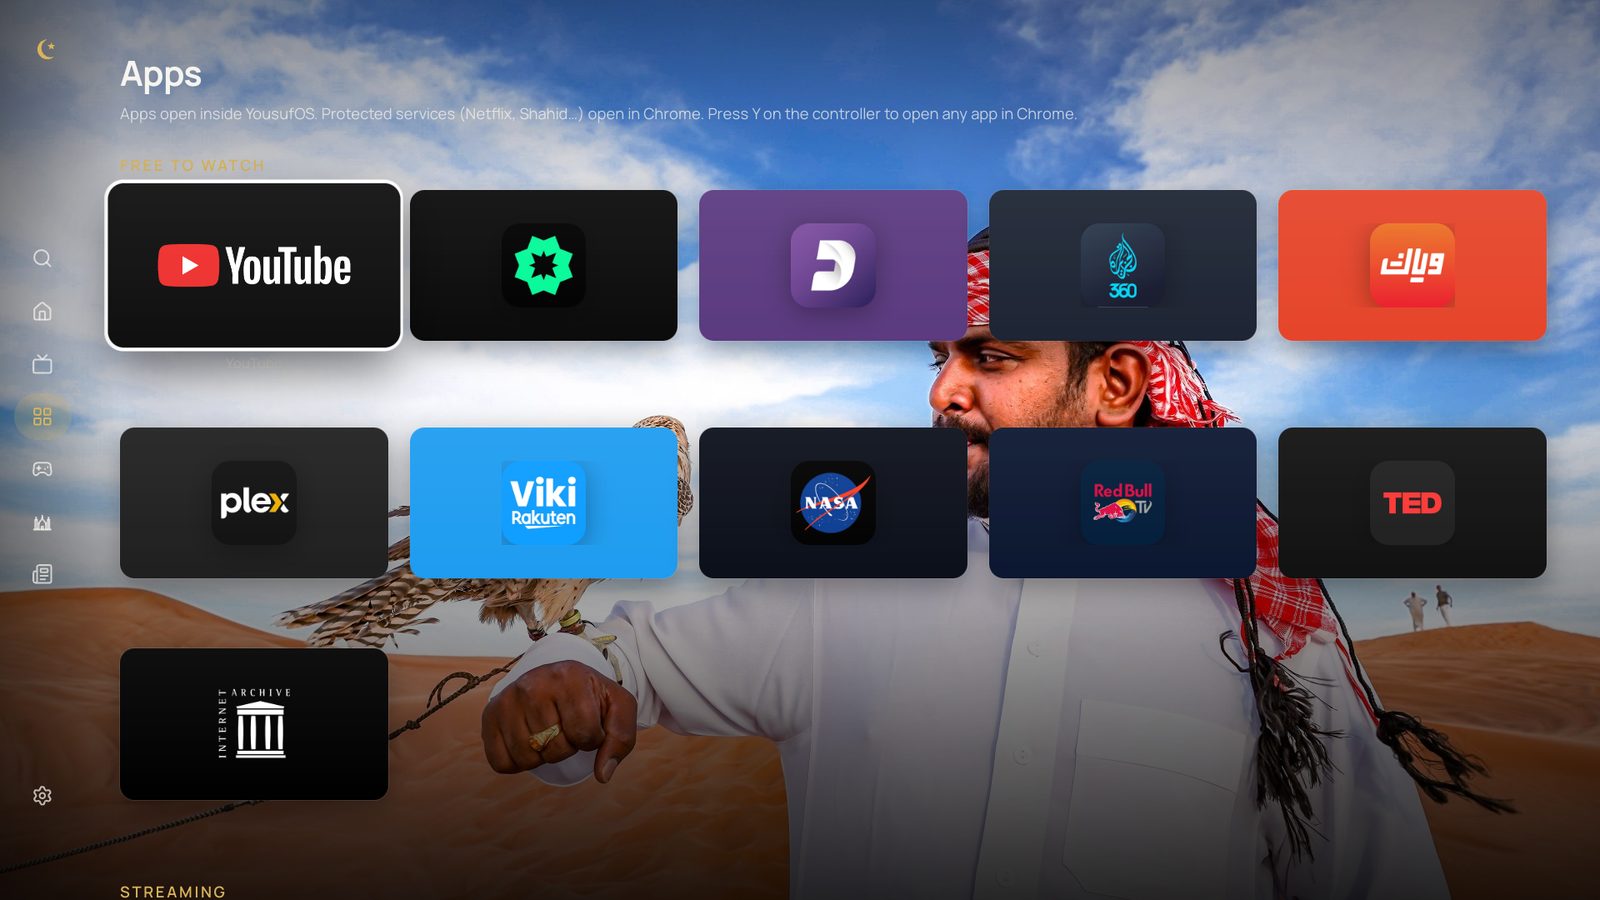 Apps
Apps open inside YousufOS. Protected services (Netflix, Shahid...) open in Chrome. Press Y on the controller to open any app in Chrome.
FREE TO WATCH
YouTube
360
وياك
YouTube
plex
Viki
Rakuten
NASA
Red Bull
TV
TED
INTERNET
ARCHIVE
STREAMING